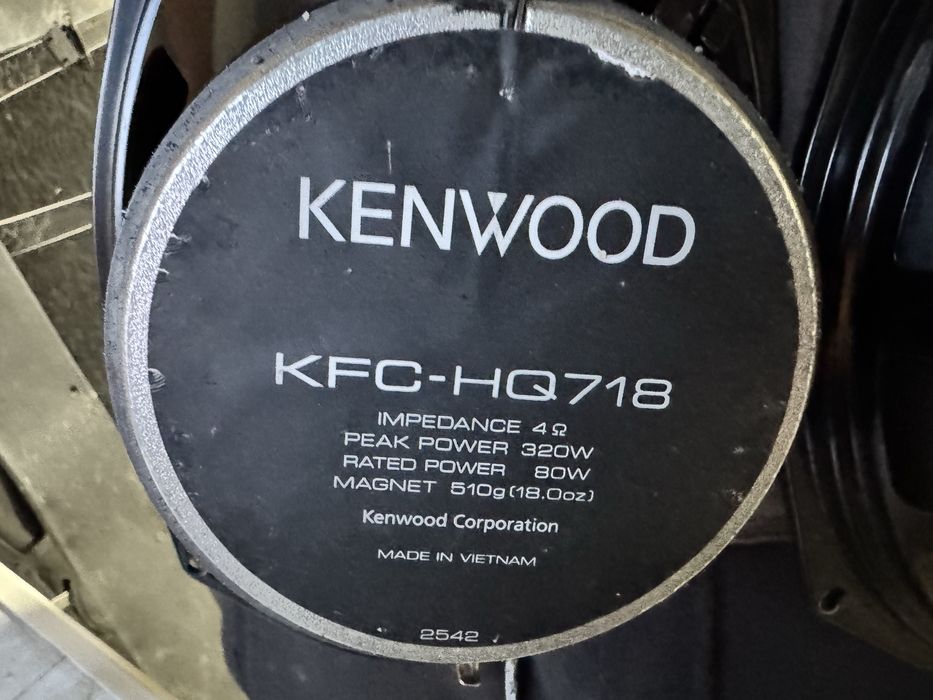 KENWOOD
KFC-HQ718
IMPEDANCE 4Ω
PEAK POWER 320W
RATED POWER 80W
MAGNET 510g(18.0oz)
Kenwood Corporation
MADE IN VIETNAM
2542